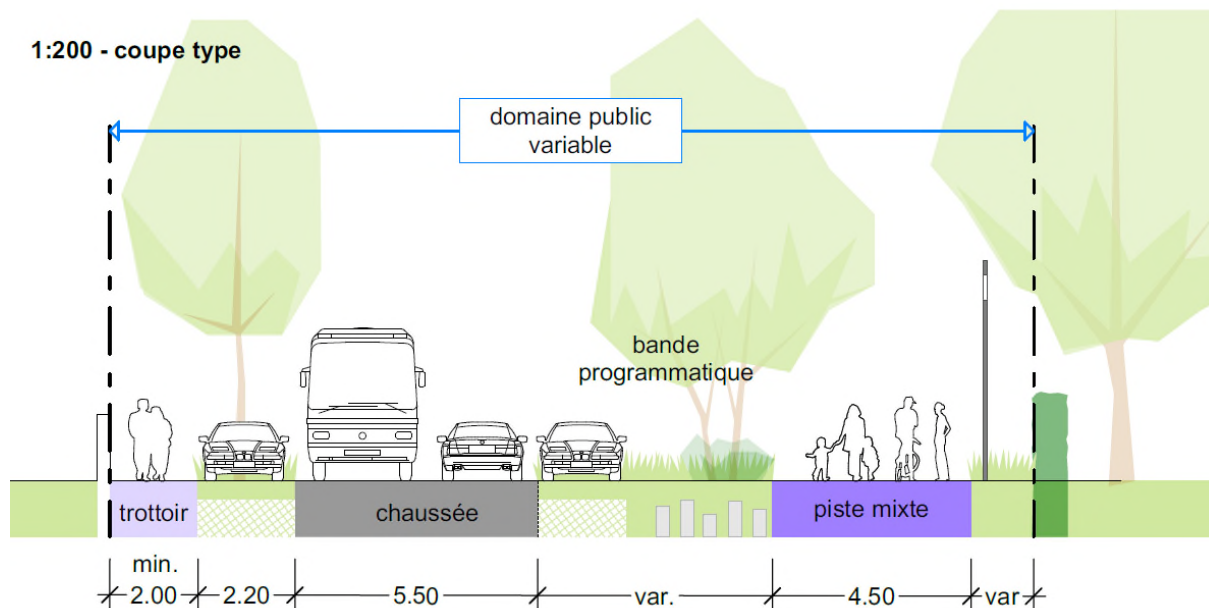 1:200 - coupe type
domaine public
variable
bande
programmatique
trottoir
chaussée
piste mixte
min.
2.00
2.20
5.50
var.
4.50
var